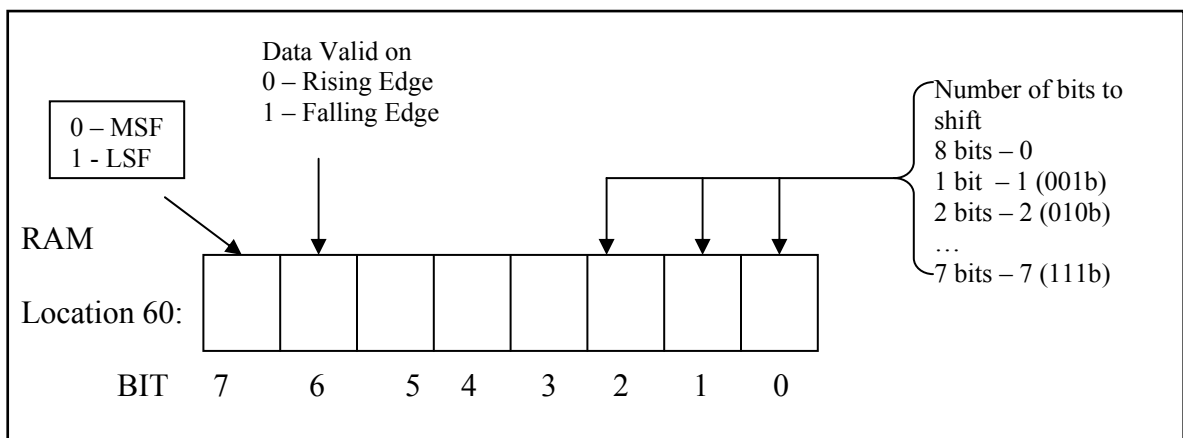 Data Valid on
0 – Rising Edge
1 – Falling Edge
0 – MSF
1 - LSF
Number of bits to
shift
8 bits – 0
1 bit – 1 (001b)
2 bits – 2 (010b)
…
7 bits – 7 (111b)
RAM
Location 60:
BIT 7 6 5 4 3 2 1 0